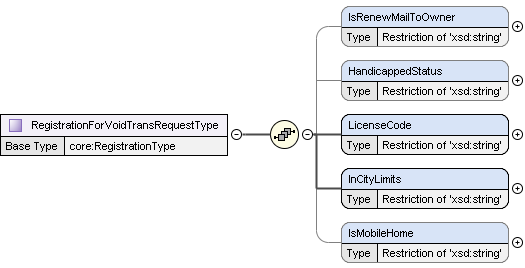 IsRenewMailToOwner
Type Restriction of 'xsd:string'
HandicappedStatus
Type Restriction of 'xsd:string'
RegistrationForVoidTransRequestType
Base Type core:RegistrationType
LicenseCode
Type Restriction of 'xsd:string'
InCityLimits
Type Restriction of 'xsd:string'
IsMobileHome
Type Restriction of 'xsd:string'